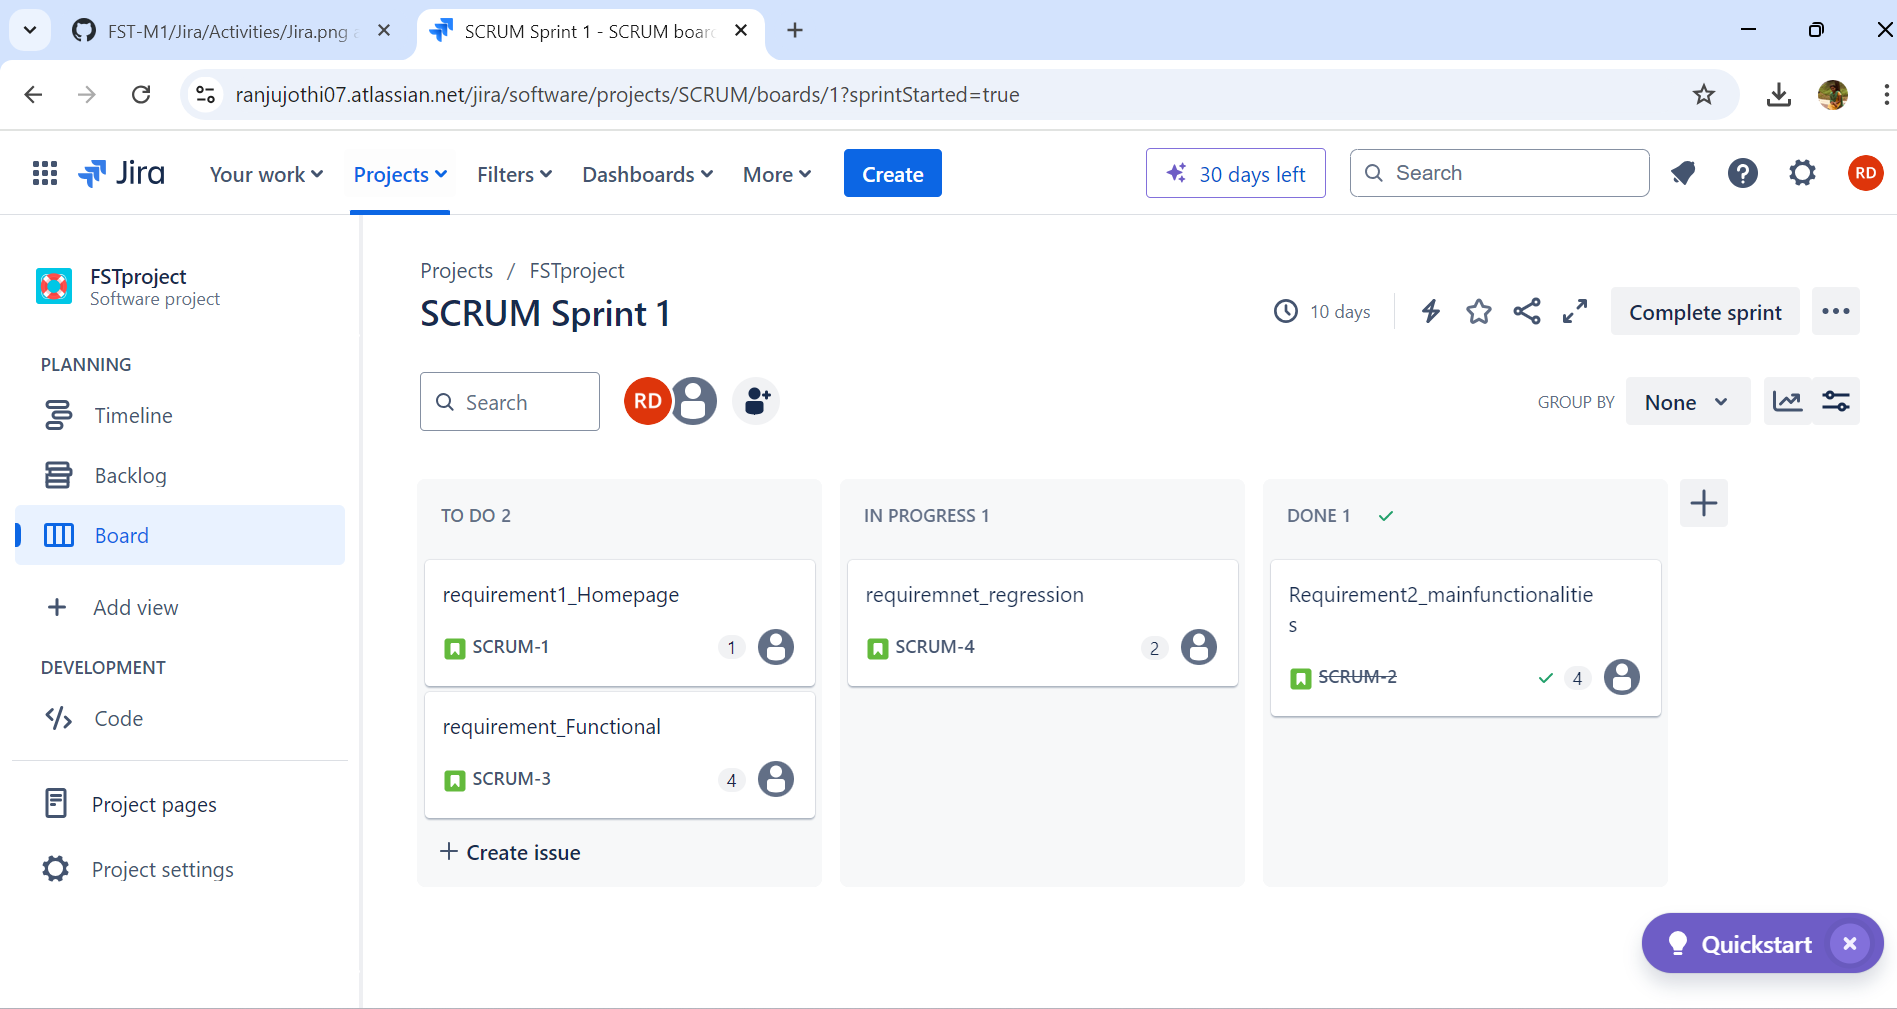 FST-M1/Jira/Activities/Jira.png a
SCRUM Sprint 1 - SCRUM board
ranjujothi07.atlassian.net/jira/software/projects/SCRUM/boards/1?sprintStarted=true
Jira
Your work
Projects
Filters
Dashboards
More
Create
30 days left
Search
RD
FSTproject
Software project
PLANNING
Timeline
Backlog
Board
Add view
DEVELOPMENT
Code
Project pages
Project settings
Projects / FSTproject
SCRUM Sprint 1
10 days
Complete sprint
Search
RD
GROUP BY
None
TO DO 2
requirement1_Homepage
SCRUM-1
1
requirement_Functional
SCRUM-3
4
+ Create issue
IN PROGRESS 1
requiremnet_regression
SCRUM-4
2
DONE 1
Requirement2_mainfunctionalitie
s
SCRUM-2
4
Quickstart